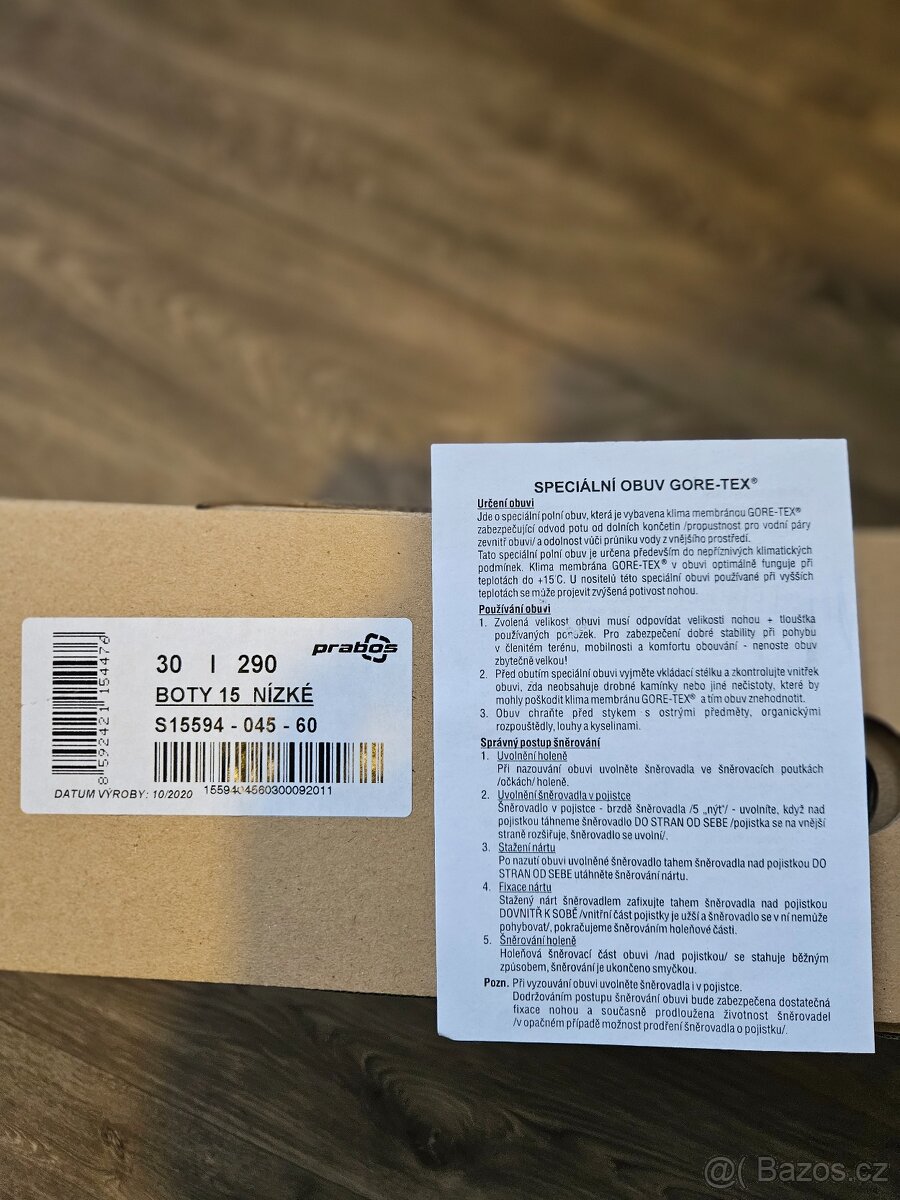 prabos
30 I 290
BOTY 15 NÍZKÉ
S15594 - 045 - 60
8592421154476
DATUM VÝROBY: 10/2020
1559404560300092011
SPECIÁLNÍ OBUV GORE-TEX®
Určení obuvi
Jde o speciální polní obuv, která je vybavena klima membránou GORE-TEX®
zabezpečující odvod potu od dolních končetin /propustnost pro vodní páry
zevnitř obuvi/ a odolnost vůči průniku vody z vnějšího prostředí.
Tato speciální polní obuv je určena především do nepříznivých klimatických
podmínek. Klima membrána GORE-TEX® v obuvi optimálně funguje při
teplotách do +15˚C. U nositelů této speciální obuvi používané při vyšších
teplotách se může projevit zvýšená potivost nohou.
Používání obuvi
1. Zvolená velikost obuvi musí odpovídat velikosti nohou + tloušťka
používaných ponožek. Pro zabezpečení dobré stability při pohybu
v členitém terénu, mobilnosti a komfortu obouvání - nenoste obuv
zbytečně velkou!
2. Před obutím speciální obuvi vyjměte vkládací stélku a zkontrolujte vnitřek
obuvi, zda neobsahuje drobné kamínky nebo jiné nečistoty, které by
mohly poškodit klima membránu GORE-TEX® a tím obuv znehodnotit.
3. Obuv chraňte před stykem s ostrými předměty, organickými
rozpouštědly, louhy a kyselinami.
Správný postup šněrování
1. Uvolnění holeně
Při nazouvání obuvi uvolněte šněrovadla ve šněrovacích poutkách
/očkách/ holeně.
2. Uvolnění šněrovadla v pojistce
Šněrovadlo v pojistce - brzdě šněrovadla /5 „nýt"/ - uvolníte, když nad
pojistkou táhneme šněrovadlo DO STRAN OD SEBE /pojistka se na vnější
straně rozšiřuje, šněrovadlo se uvolní/.
3. Stažení nártu
Po nazutí obuvi uvolněné šněrovadlo tahem šněrovadla nad pojistkou DO
STRAN OD SEBE utáhněte šněrování nártu.
4. Fixace nártu
Stažený nárt šněrovadlem zafixujte tahem šněrovadla nad pojistkou
DOVNITŘ K SOBĚ /vnitřní část pojistky je užší a šněrovadlo se v ní nemůže
pohybovat/, pokračujeme šněrováním holeňové části.
5. Šněrování holeně
Holeňová šněrovací část obuvi /nad pojistkou/ se stahuje běžným
způsobem, šněrování je ukončeno smyčkou.
Pozn. Při vyzouvání obuvi uvolněte šněrovadla i v pojistce.
Dodržováním postupu šněrování obuvi bude zabezpečena dostatečná
fixace nohou a současně prodloužena životnost šněrovadel
/v opačném případě možnost prodření šněrovadla o pojistku/.
@( Bazos.cz